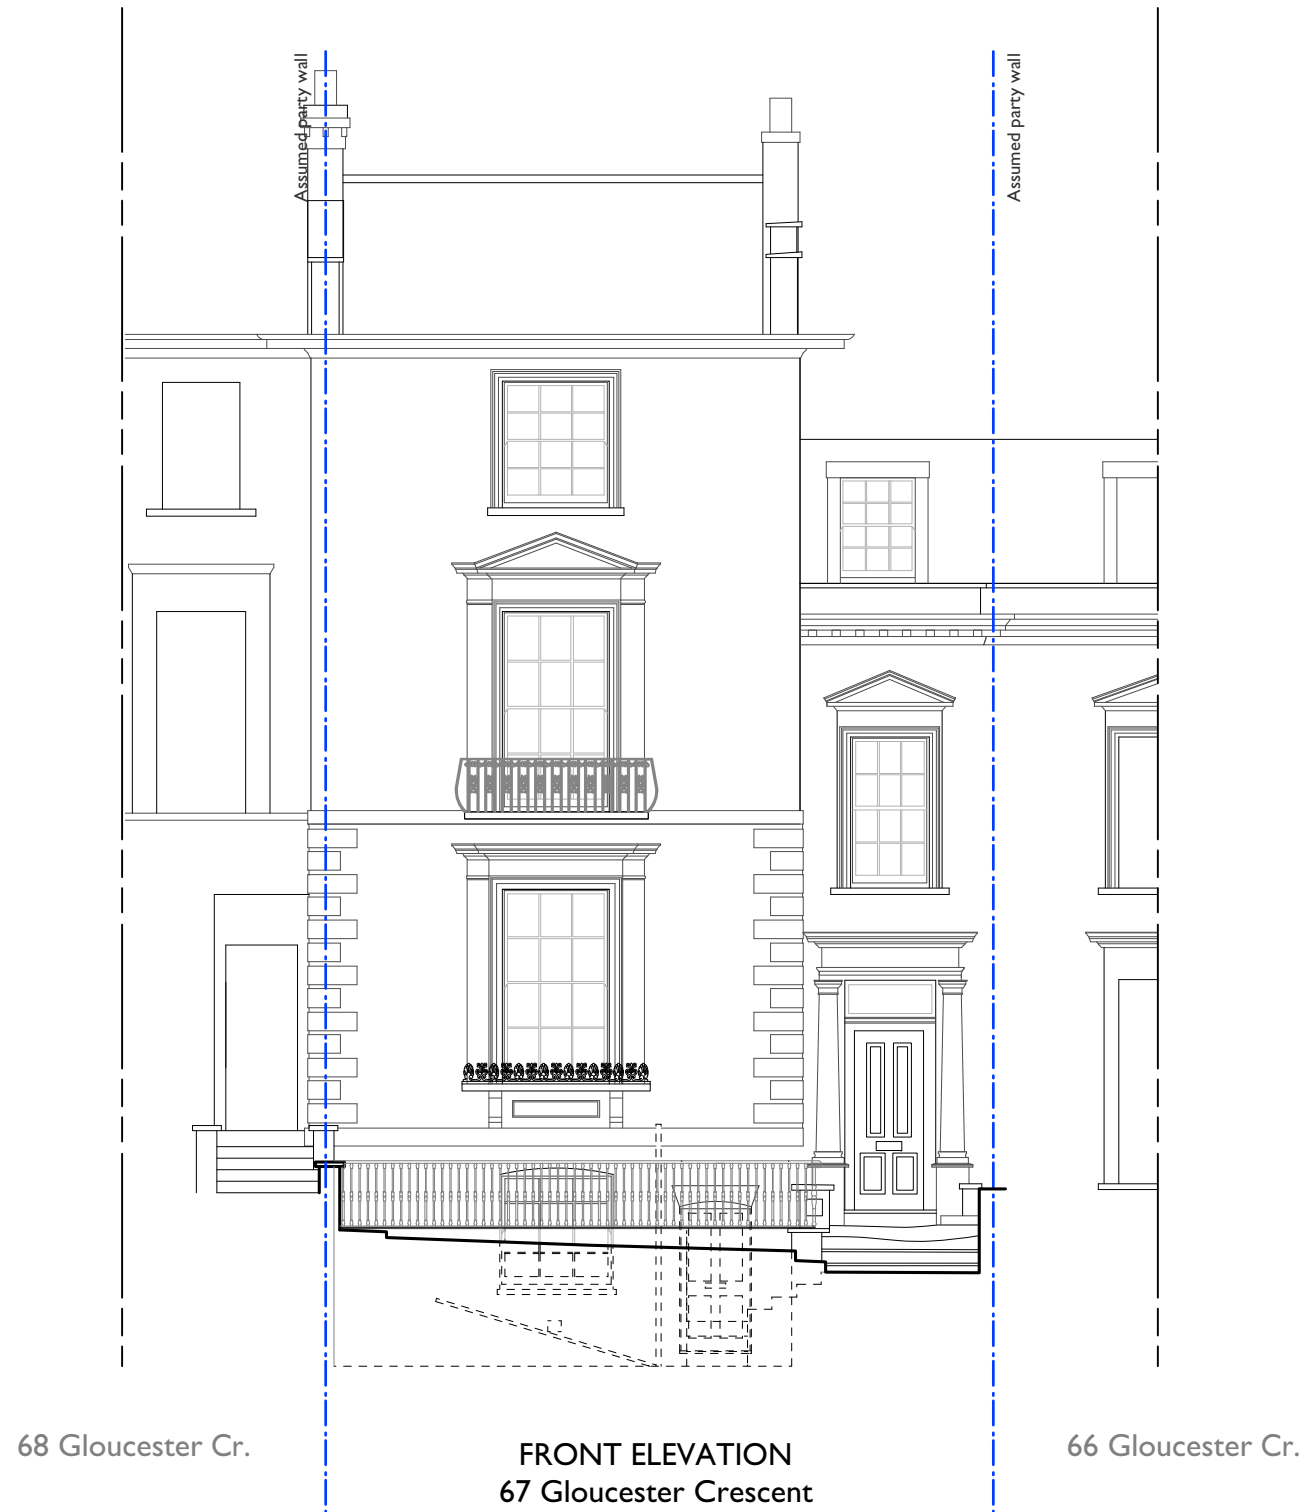 Assumed party wall
Assumed party wall
68 Gloucester Cr.
FRONT ELEVATION
67 Gloucester Crescent
66 Gloucester Cr.